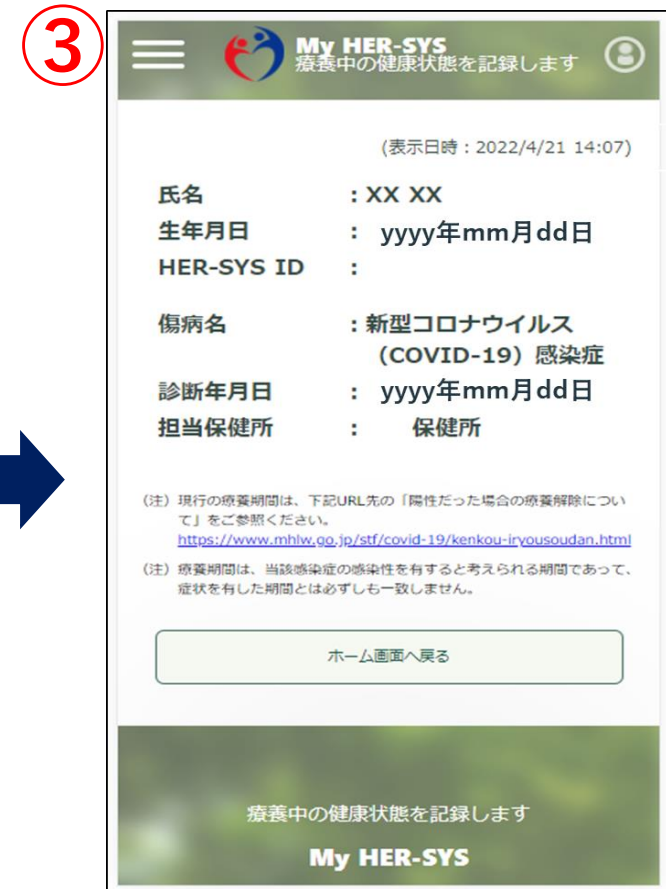 ③
My HER-SYS
療養中の健康状態を記録します
(表示日時：2022/4/21 14:07)
氏名 ：XX XX
生年月日 ： yyyy年mm月dd日
HER-SYS ID ：
傷病名 ：新型コロナウイルス
（COVID-19）感染症
診断年月日 ： yyyy年mm月dd日
担当保健所 ： 保健所
（注）現行の療養期間は、下記URL先の「陽性だった場合の療養解除につい
て」をご参照ください。
https://www.mhlw.go.jp/stf/covid-19/kenkou-iryousoudan.html
（注）療養期間は、当該感染症の感染性を有すると考えられる期間であって、
症状を有した期間とは必ずしも一致しません。
ホーム画面へ戻る
療養中の健康状態を記録します
My HER-SYS